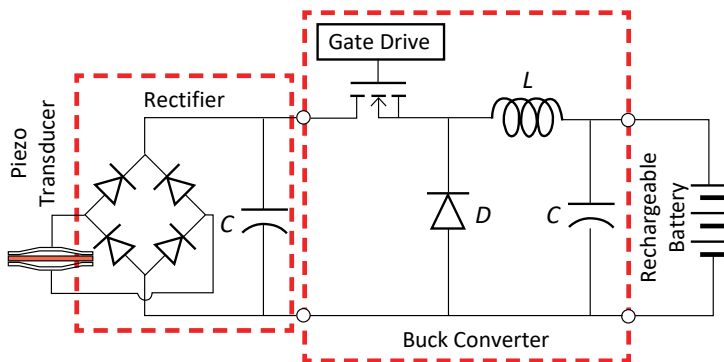 Gate Drive
Rectifier
L
Piezo
Transducer
C
D
C
Rechargeable
Battery
Buck Converter